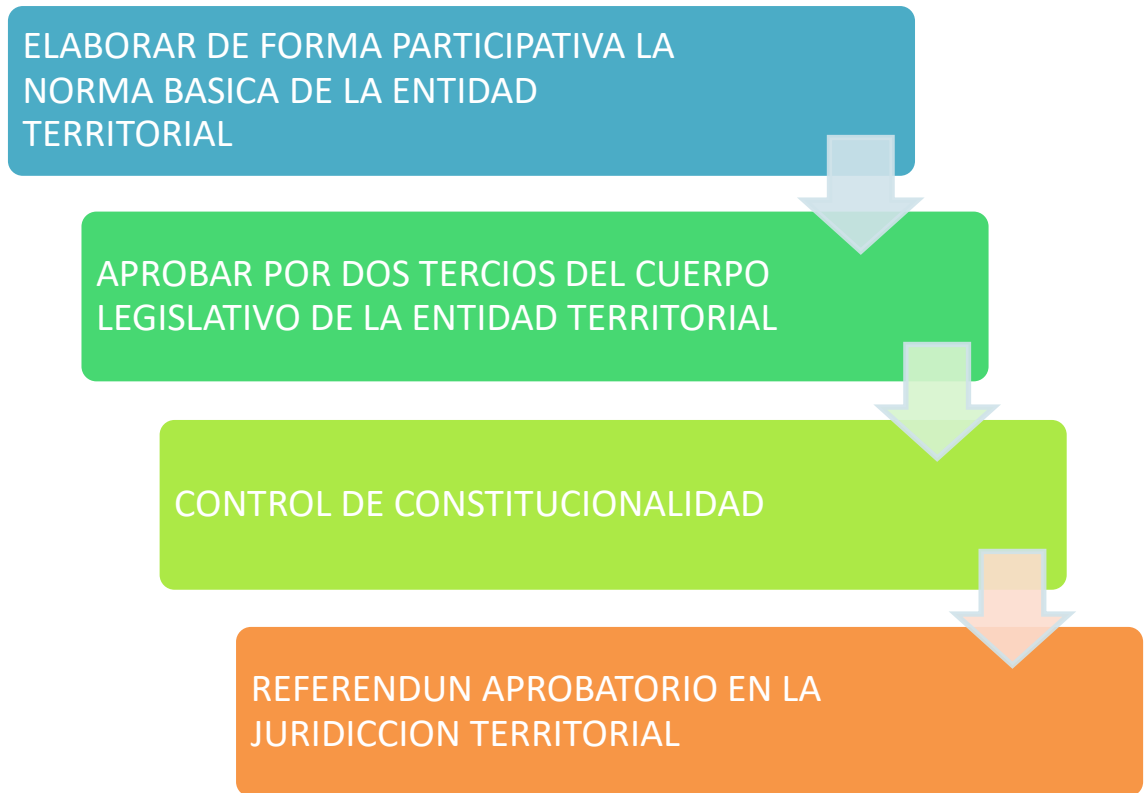 ELABORAR DE FORMA PARTICIPATIVA LA
NORMA BASICA DE LA ENTIDAD
TERRITORIAL
APROBAR POR DOS TERCIOS DEL CUERPO
LEGISLATIVO DE LA ENTIDAD TERRITORIAL
CONTROL DE CONSTITUCIONALIDAD
REFERENDUN APROBATORIO EN LA
JURIDICCION TERRITORIAL